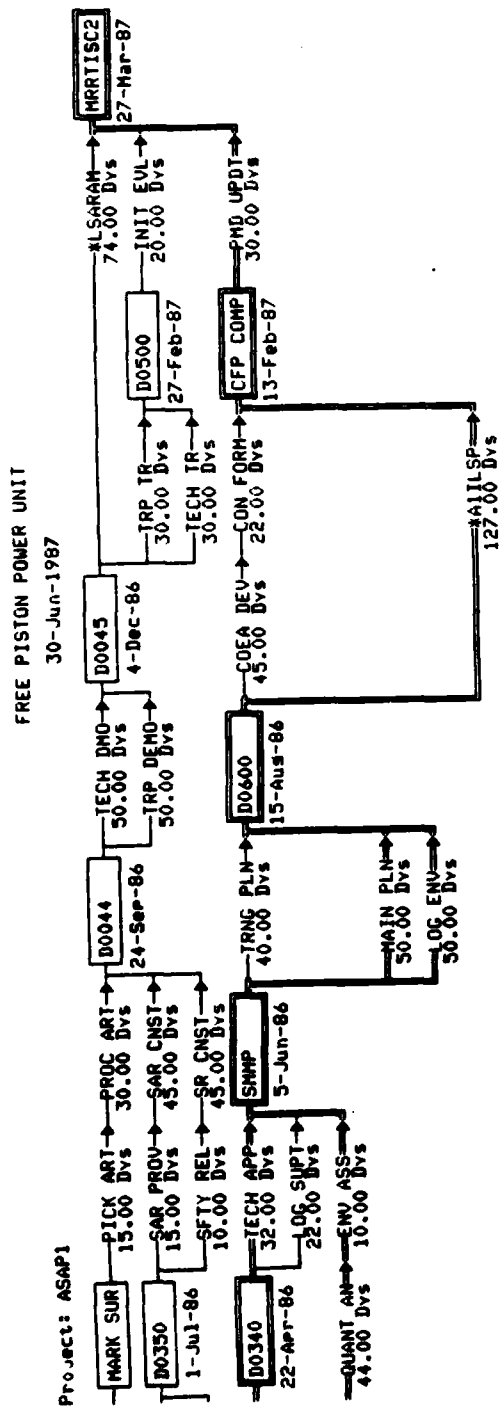 FREE PISTON POWER UNIT
30-Jun-1987
Project: ASAP1
MARK SUR
PICK ART
15.00 Dys
PROC ART
30.00 Dys
D0350
1-Jul-86
SAR PROV
15.00 Dys
SAR CNST
45.00 Dys
SFTY REL
10.00 Dys
SR CNST
45.00 Dys
D0044
24-Sep-86
TECH DMO
50.00 Dys
TRP DEMO
50.00 Dys
D0045
4-Dec-86
*LSARAM
74.00 Dys
TRP TR
30.00 Dys
TECH TR
30.00 Dys
D0500
27-Feb-87
INIT EVL
20.00 Dys
MRRTISC2
27-Mar-87
D0340
22-Apr-86
TECH APP
32.00 Dys
LOG SUPT
22.00 Dys
QUANT AN
44.00 Dys
ENV ASS
10.00 Dys
SMMP
5-Jun-86
TRNG PLN
40.00 Dys
MAIN PLN
50.00 Dys
LOG ENV
50.00 Dys
D0600
15-Aug-86
COEA DEV
45.00 Dys
CON FORM
22.00 Dys
*AIILSP
127.00 Dys
CFP COMP
13-Feb-87
PMD UPDT
30.00 Dys